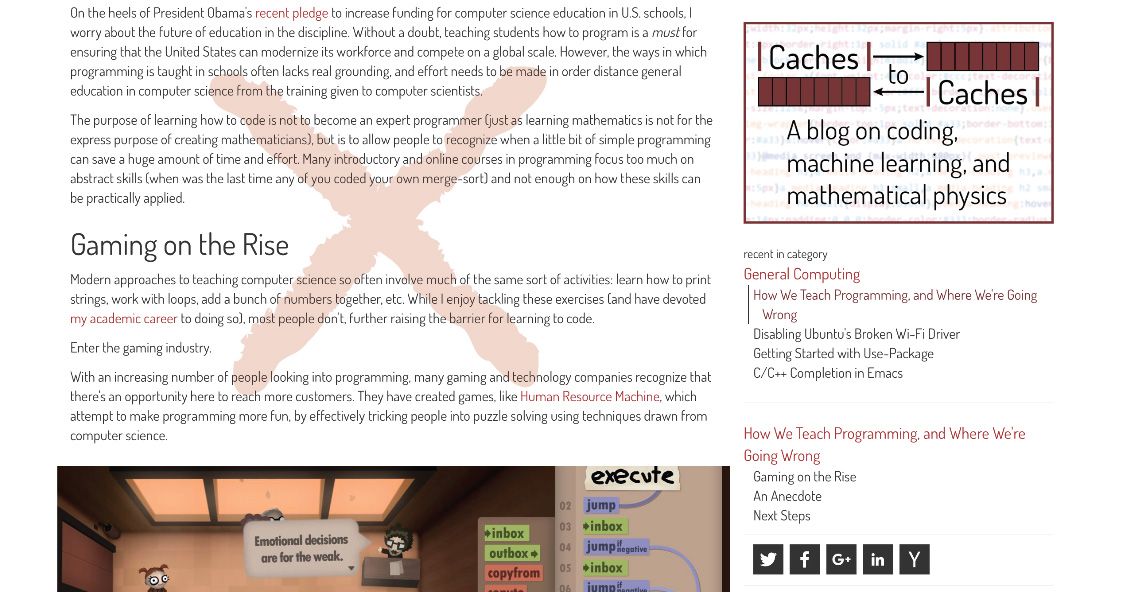 On the heels of President Obama's recent pledge to increase funding for computer science education in U.S. schools, I
worry about the future of education in the discipline. Without a doubt, teaching students how to program is a must for
ensuring that the United States can modernize its workforce and compete on a global scale. However, the ways in which
programming is taught in schools often lacks real grounding, and effort needs to be made in order distance general
education in computer science from the training given to computer scientists.
The purpose of learning how to code is not to become an expert programmer (just as learning mathematics is not for the
express purpose of creating mathematicians), but is to allow people to recognize when a little bit of simple programming
can save a huge amount of time and effort. Many introductory and online courses in programming focus too much on
abstract skills (when was the last time any of you coded your own merge-sort) and not enough on how these skills can
be practically applied.
Gaming on the Rise
Modern approaches to teaching computer science so often involve much of the same sort of activities: learn how to print
strings, work with loops, add a bunch of numbers together, etc. While I enjoy tackling these exercises (and have devoted
my academic career to doing so), most people don't, further raising the barrier for learning to code.
Enter the gaming industry.
With an increasing number of people looking into programming, many gaming and technology companies recognize that
there's an opportunity here to reach more customers. They have created games, like Human Resource Machine, which
attempt to make programming more fun, by effectively tricking people into puzzle solving using techniques drawn from
computer science.
Emotional decisions
are for the weak.
inbox
outbox
copyfrom
execute
02 jump
03 inbox
04 jump if negative
05 inbox
06 jump if negative
Caches
to
Caches
A blog on coding,
machine learning, and
mathematical physics
recent in category
General Computing
How We Teach Programming, and Where We're Going
Wrong
Disabling Ubuntu's Broken Wi-Fi Driver
Getting Started with Use-Package
C/C++ Completion in Emacs
How We Teach Programming, and Where We're
Going Wrong
Gaming on the Rise
An Anecdote
Next Steps
f G+ in Y